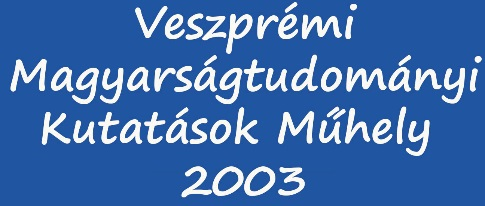 Veszprémi
Magyarságtudományi
Kutatások Műhely
2003